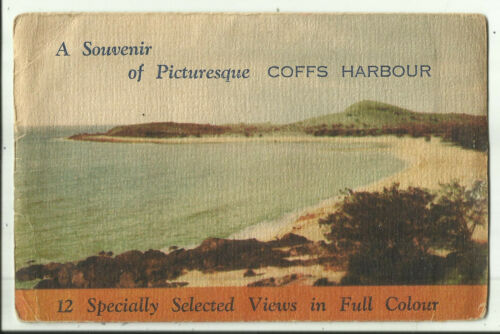 A Souvenir
of Picturesque COFFS HARBOUR
12 Specially Selected Views in Full Colour